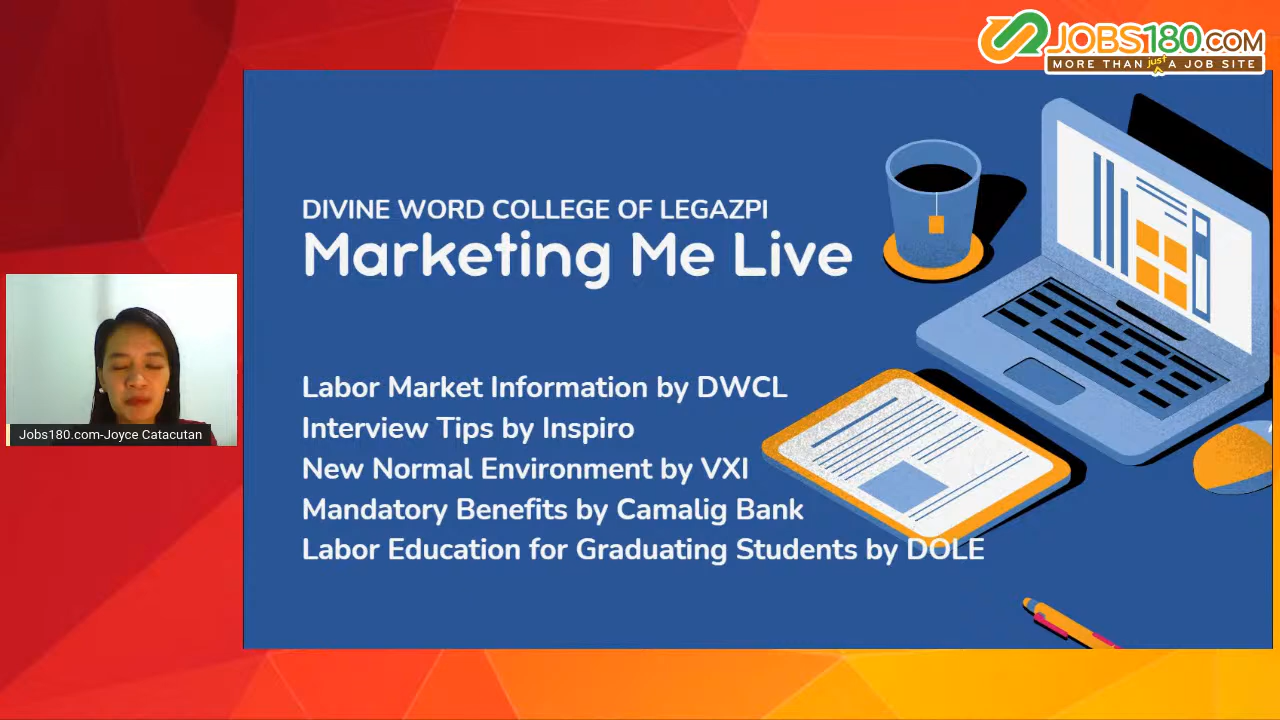 JOBS180.COM
MORE THAN just A JOB SITE
DIVINE WORD COLLEGE OF LEGAZPI
Marketing Me Live
Labor Market Information by DWCL
Interview Tips by Inspiro
New Normal Environment by VXI
Mandatory Benefits by Camalig Bank
Labor Education for Graduating Students by DOLE
Jobs180.com-Joyce Catacutan